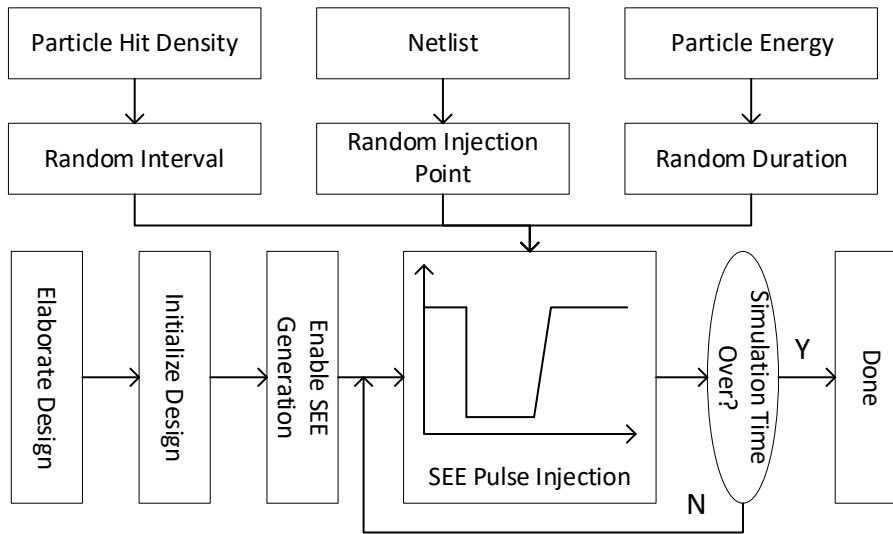 Particle Hit Density
Netlist
Particle Energy
Random Interval
Random Injection
Point
Random Duration
Elaborate Design
Initialize Design
Enable SEE
Generation
SEE Pulse Injection
Simulation Time
Over?
Y
N
Done